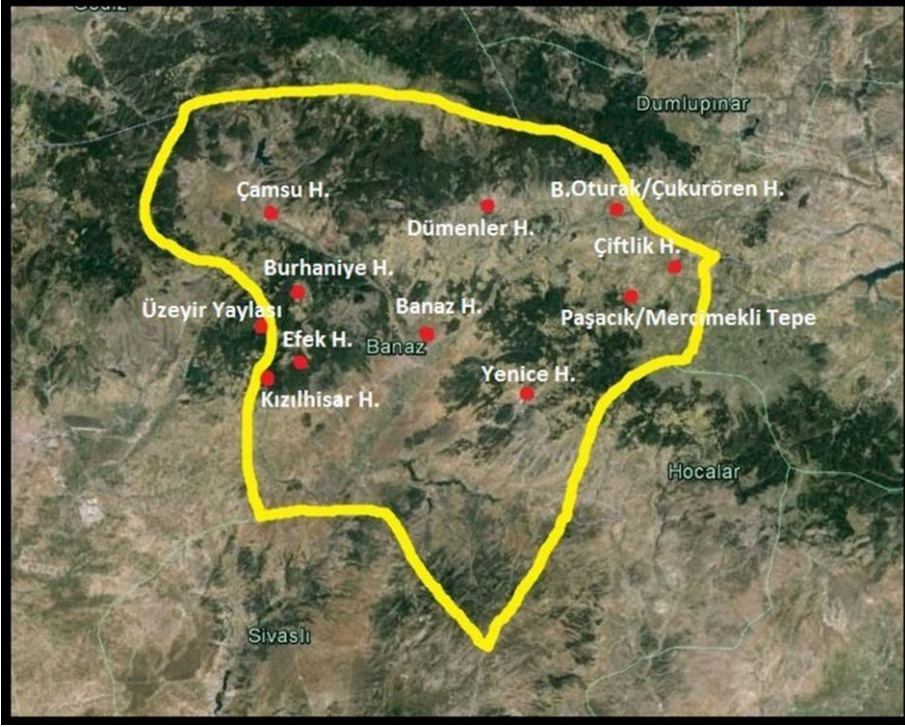 Gediz
Dumlupınar
Çamsu H.
B.Oturak/Çukurören H.
Dümenler H.
Çiftlik H.
Burhaniye H.
Üzeyir Yaylası
Banaz H.
Paşacık/Mercimekli Tepe
Efek H.
Banaz
Yenice H.
Kızılhisar H.
Hocalar
Sivaslı